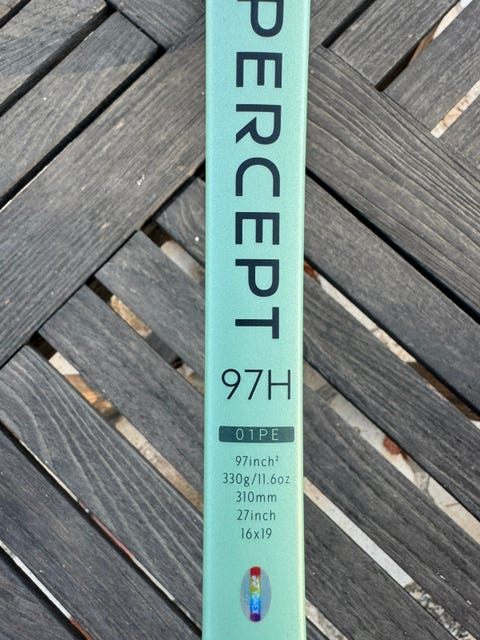 PERCEPT
97H
01PE
97inch²
330g/11.6oz
310mm
27inch
16x19